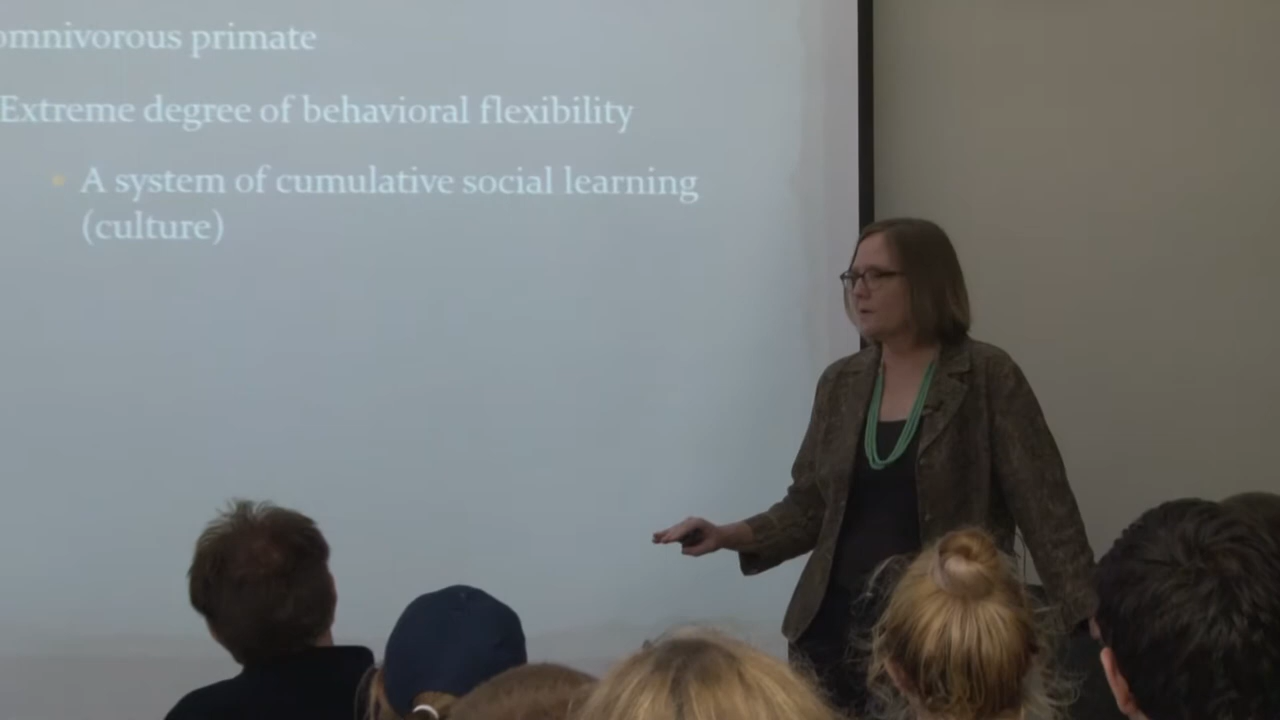 omnivorous primate
Extreme degree of behavioral flexibility
A system of cumulative social learning
(culture)